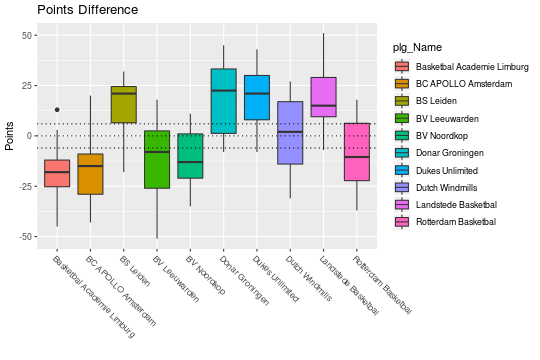 Points Difference
Points
50
25
0
-25
-50
Basketbal Academie Limburg
BC APOLLO Amsterdam
BS Leiden
BV Leeuwarden
BV Noordkop
Donar Groningen
Dukes Unlimited
Dutch Windmills
Landstede Basketbal
Rotterdam Basketbal
plg_Name
Basketbal Academie Limburg
BC APOLLO Amsterdam
BS Leiden
BV Leeuwarden
BV Noordkop
Donar Groningen
Dukes Unlimited
Dutch Windmills
Landstede Basketbal
Rotterdam Basketbal